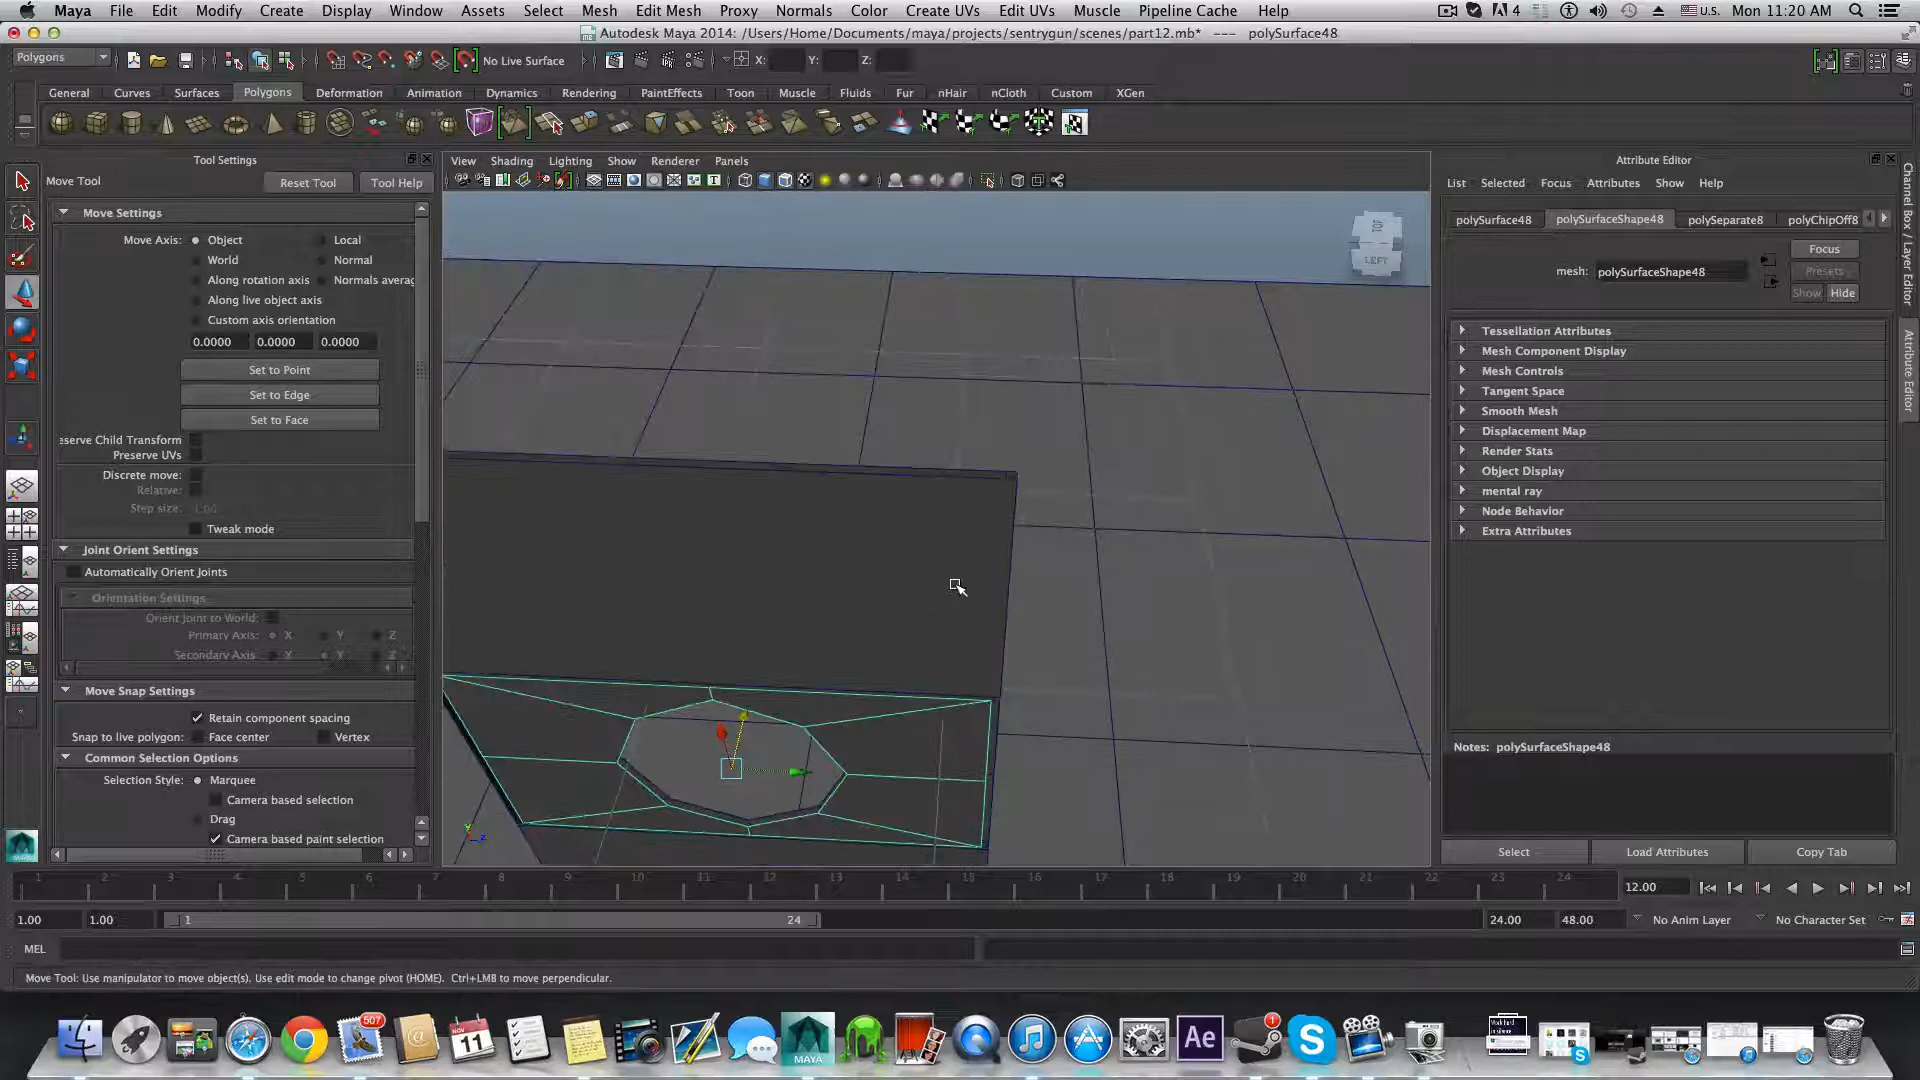 Maya File Edit Modify Create Display Window Assets Select Mesh Edit Mesh Proxy Normals Color Create UVs Edit UVs Muscle Pipeline Cache Help 4 U.S. Mon 11:20 AM
Autodesk Maya 2014: /Users/Home/Documents/maya/projects/sentrygun/scenes/part12.mb* --- polySurface48
Polygons No Live Surface X: Y: Z:
General Curves Surfaces Polygons Deformation Animation Dynamics Rendering PaintEffects Toon Muscle Fluids Fur nHair nCloth Custom XGen
Tool Settings
Move Tool Reset Tool Tool Help
Move Settings
Move Axis: Object Local
World Normal
Along rotation axis Normals averag
Along live object axis
Custom axis orientation
0.0000 0.0000 0.0000
Set to Point
Set to Edge
Set to Face
eserve Child Transform
Preserve UVs
Discrete move:
Relative:
Step size: 1.00
Tweak mode
Joint Orient Settings
Automatically Orient Joints
Orientation Settings
Orient Joint to World:
Primary Axis: X Y Z
Secondary Axis: X Y Z
Move Snap Settings
Retain component spacing
Snap to live polygon: Face center Vertex
Common Selection Options
Selection Style: Marquee
Camera based selection
Drag
Camera based paint selection
View Shading Lighting Show Renderer Panels
LEFT
Attribute Editor
List Selected Focus Attributes Show Help
polySurface48 polySurfaceShape48 polySeparate8 polyChipOff8
Focus
mesh: polySurfaceShape48 Presets
Show Hide
Tessellation Attributes
Mesh Component Display
Mesh Controls
Tangent Space
Smooth Mesh
Displacement Map
Render Stats
Object Display
mental ray
Node Behavior
Extra Attributes
Notes: polySurfaceShape48
Select Load Attributes Copy Tab
Channel Box / Layer Editor
Attribute Editor
1 2 3 4 5 6 7 8 9 10 11 12 13 14 15 16 17 18 19 20 21 22 23 24 12.00
1.00 1.00 1 24 24.00 48.00 No Anim Layer No Character Set
MEL
Move Tool: Use manipulator to move object(s). Use edit mode to change pivot (HOME). Ctrl+LMB to move perpendicular.
507
NOV
11
MAYA
Ae
1